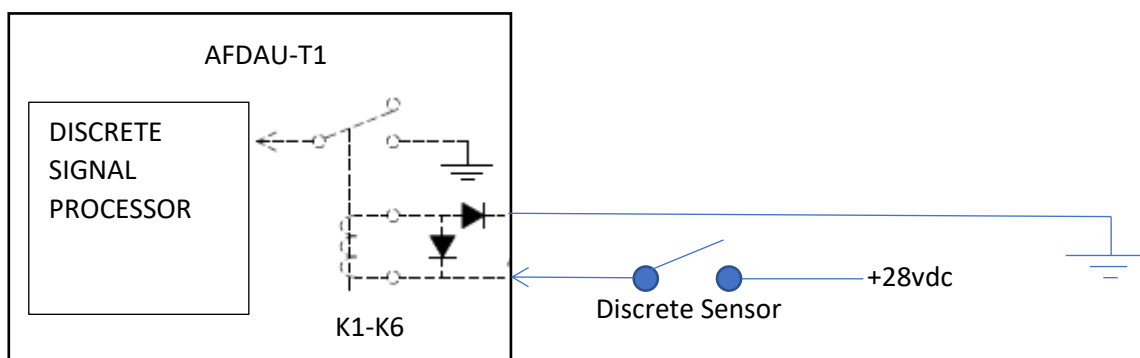 AFDAU-T1
DISCRETE
SIGNAL
PROCESSOR
+28vdc
Discrete Sensor
K1-K6